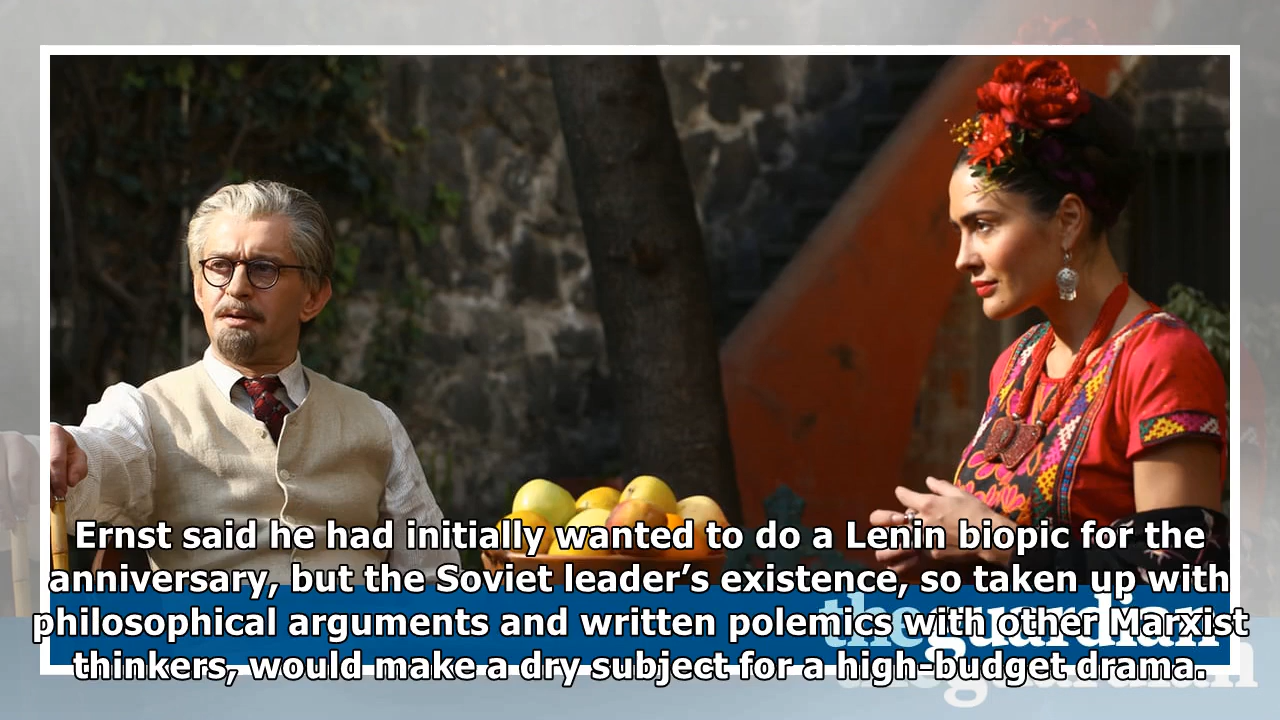 Ernst said he had initially wanted to do a Lenin biopic for the
anniversary, but the Soviet leader’s existence, so taken up with
philosophical arguments and written polemics with other Marxist
thinkers, would make a dry subject for a high-budget drama.
theguardian
theguardian